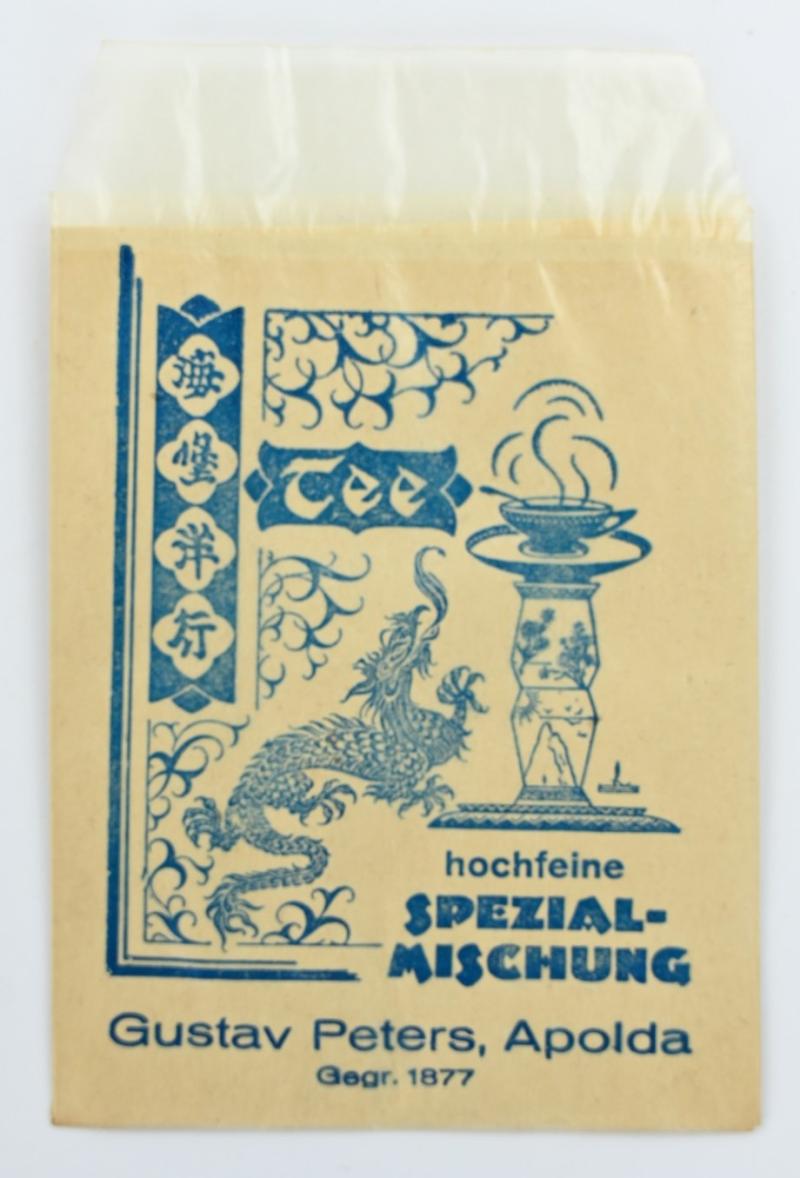 海
堡
洋
行
Tee
hochfeine
SPEZIAL-
MISCHUNG
Gustav Peters, Apolda
Gegr. 1877